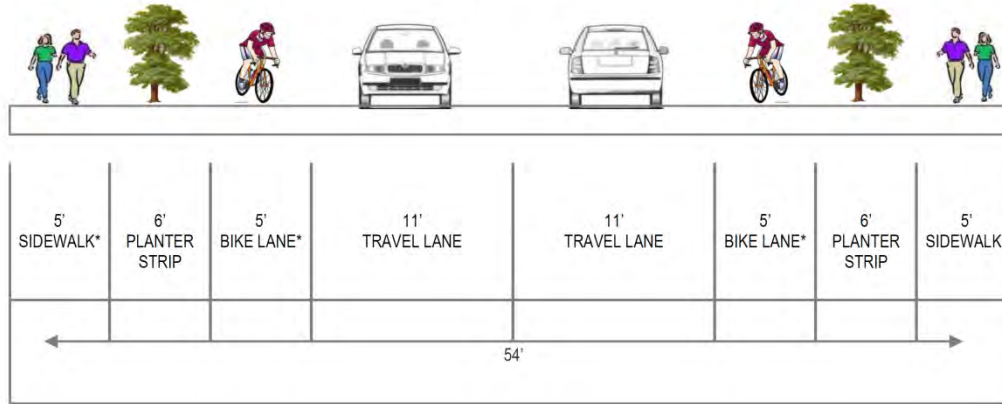 5'
SIDEWALK*
6'
PLANTER
STRIP
5'
BIKE LANE*
11'
TRAVEL LANE
11'
TRAVEL LANE
5'
BIKE LANE*
6'
PLANTER
STRIP
5'
SIDEWALK
54'